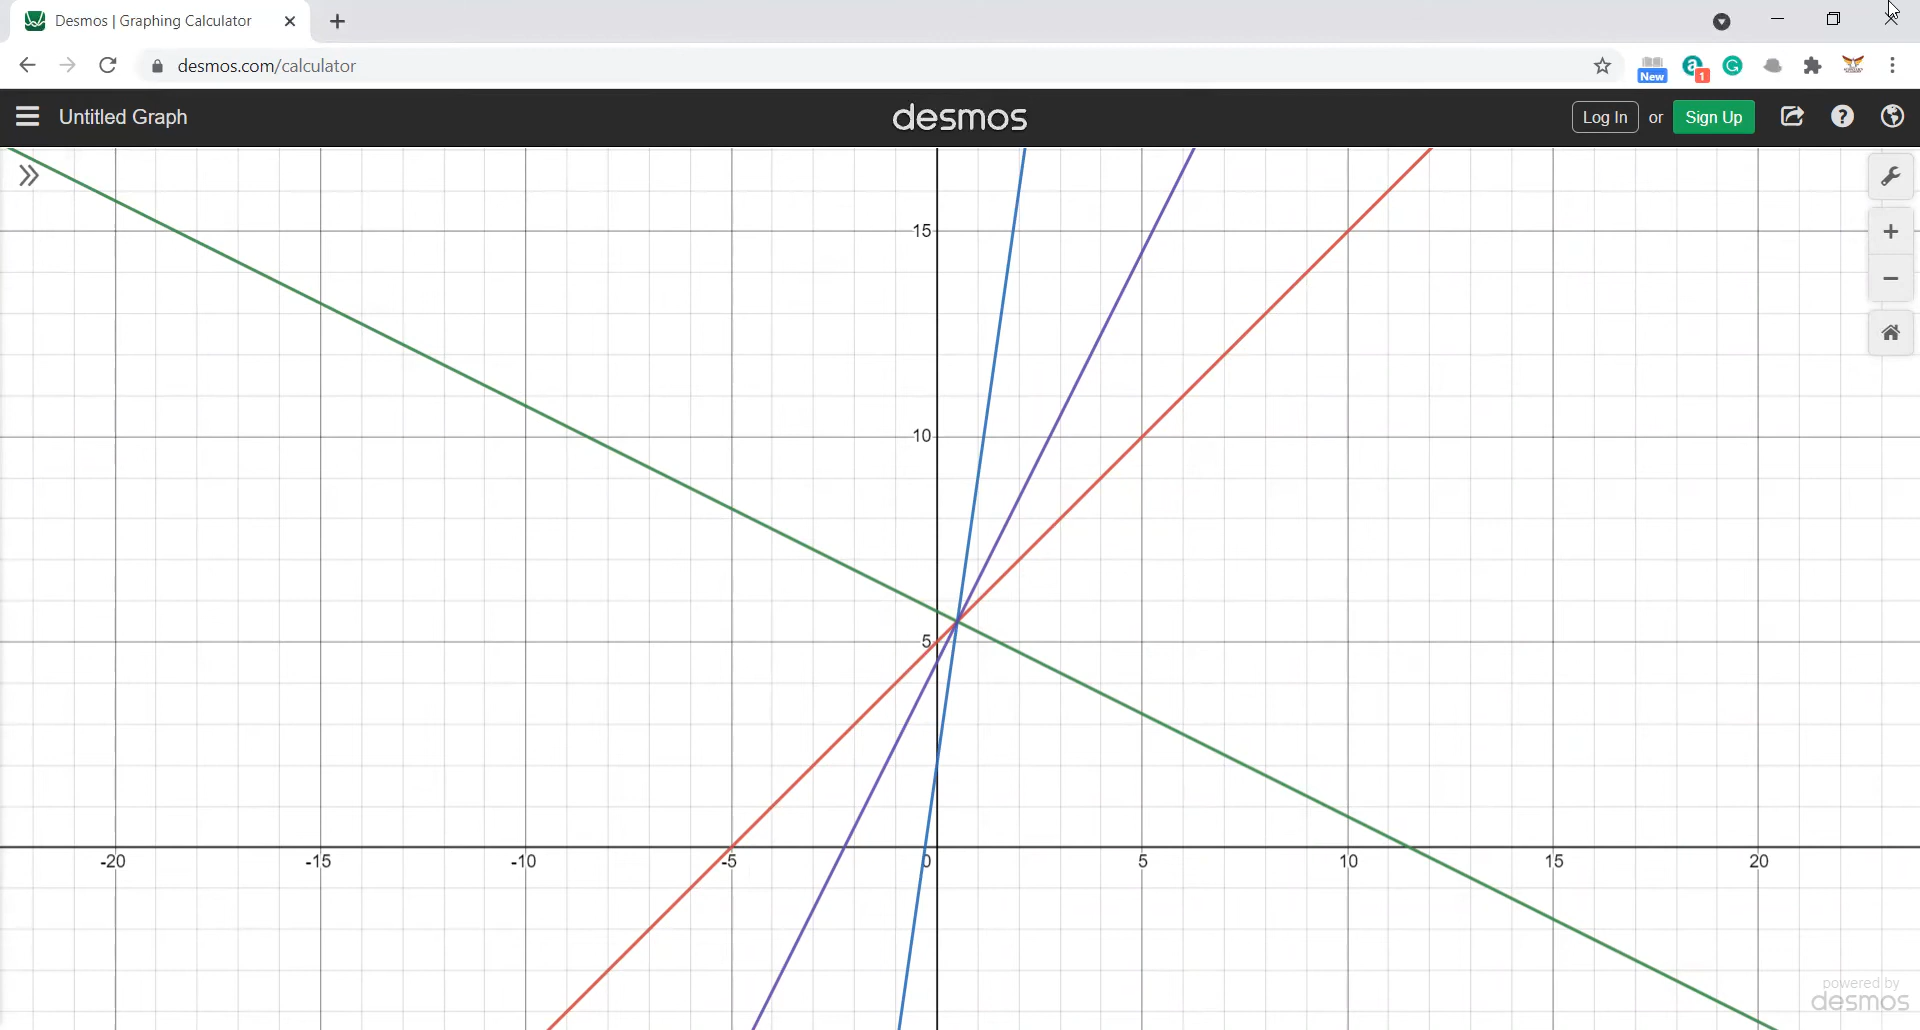 Desmos | Graphing Calculator
desmos.com/calculator
New
a
1
G
Untitled Graph
desmos
Log In or Sign Up
15
10
5
-20 -15 -10 -5 0 5 10 15 20
powered by
desmos